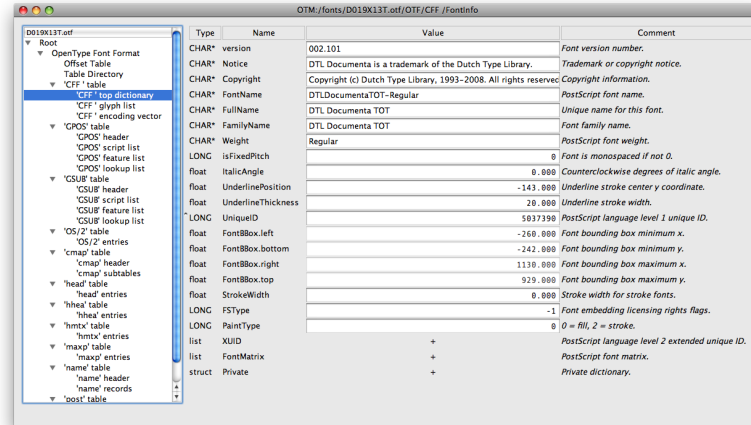 OTM:/fonts/D019X13T.otf/OTF/CFF /FontInfo
D019X13T.otf
Root
OpenType Font Format
Offset Table
Table Directory
'CFF ' table
'CFF ' top dictionary
'CFF ' glyph list
'CFF ' encoding vector
'GPOS' table
'GPOS' header
'GPOS' script list
'GPOS' feature list
'GPOS' lookup list
'GSUB' table
'GSUB' header
'GSUB' script list
'GSUB' feature list
'GSUB' lookup list
'OS/2' table
'OS/2' entries
'cmap' table
'cmap' header
'cmap' subtables
'head' table
'head' entries
'hhea' table
'hhea' entries
'hmtx' table
'hmtx' entries
'maxp' table
'maxp' entries
'name' table
'name' header
'name' records
'post' table
Type Name Value Comment
CHAR* version 002.101 Font version number.
CHAR* Notice DTL Documenta is a trademark of the Dutch Type Library. Trademark or copyright notice.
CHAR* Copyright Copyright (c) Dutch Type Library, 1993-2008. All rights reserved Copyright information.
CHAR* FontName DTLDocumentaTOT-Regular PostScript font name.
CHAR* FullName DTL Documenta TOT Unique name for this font.
CHAR* FamilyName DTL Documenta TOT Font family name.
CHAR* Weight Regular PostScript font weight.
LONG isFixedPitch 0 Font is monospaced if not 0.
float ItalicAngle 0.000 Counterclockwise degrees of italic angle.
float UnderlinePosition -143.000 Underline stroke center y coordinate.
float UnderlineThickness 20.000 Underline stroke width.
LONG UniqueID 5037390 PostScript language level 1 unique ID.
float FontBBox.left -260.000 Font bounding box minimum x.
float FontBBox.bottom -242.000 Font bounding box minimum y.
float FontBBox.right 1130.000 Font bounding box maximum x.
float FontBBox.top 929.000 Font bounding box maximum y.
float StrokeWidth 0.000 Stroke width for stroke fonts.
LONG FSType -1 Font embedding licensing rights flags.
LONG PaintType 0 0 = fill, 2 = stroke.
list XUID + PostScript language level 2 extended unique ID.
list FontMatrix + PostScript font matrix.
struct Private + Private dictionary.